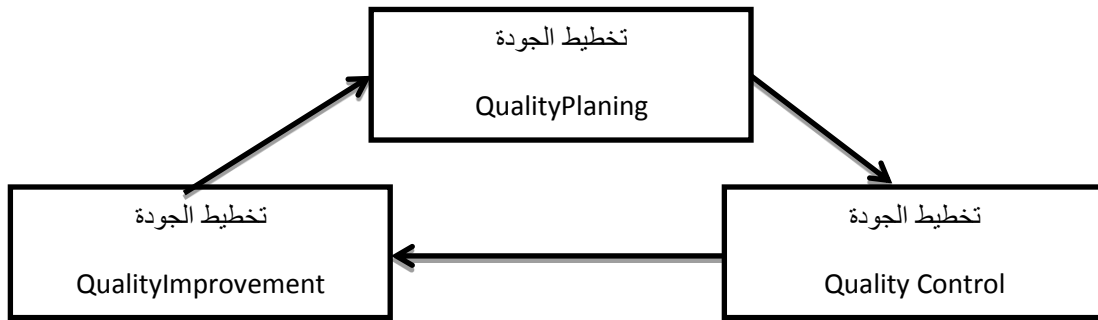 تخطيط الجودة
QualityPlaning
تخطيط الجودة
QualityImprovement
تخطيط الجودة
Quality Control